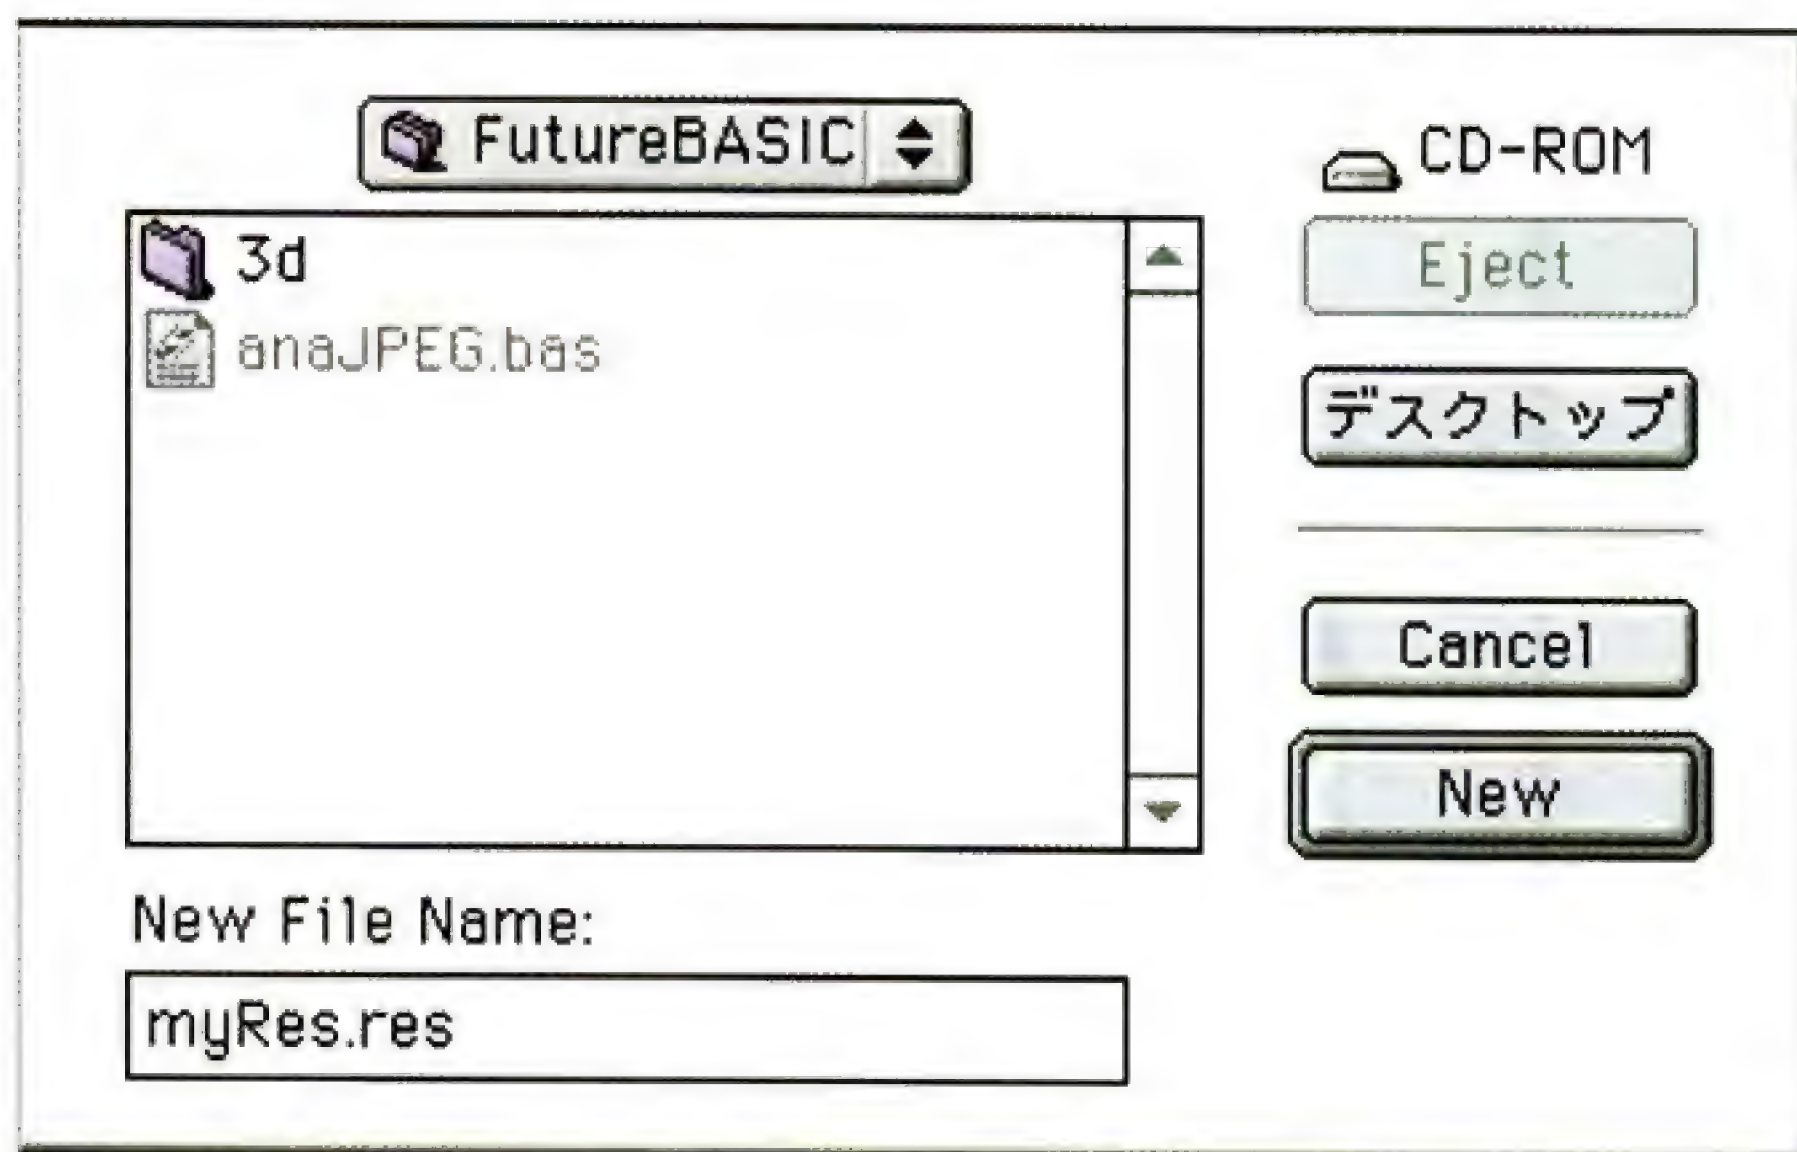 FutureBASIC
CD-ROM
3d
Eject
anaJPEG.bas
デスクトップ
Cancel
New
New File Name:
myRes.res